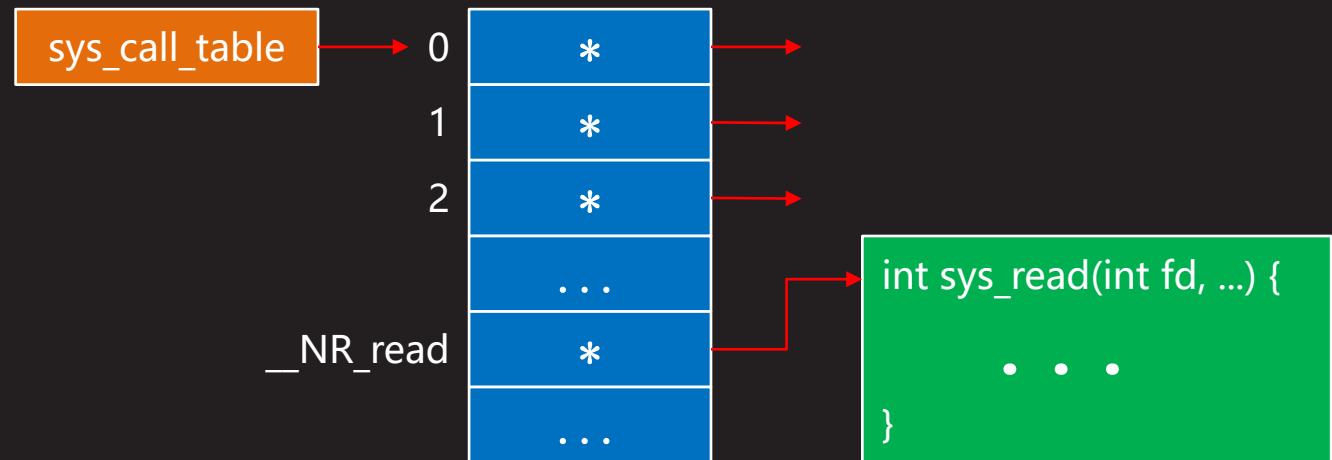 sys_call_table
0 *
1 *
2 *
...
__NR_read *
...
int sys_read(int fd, ...) {
. . .
}